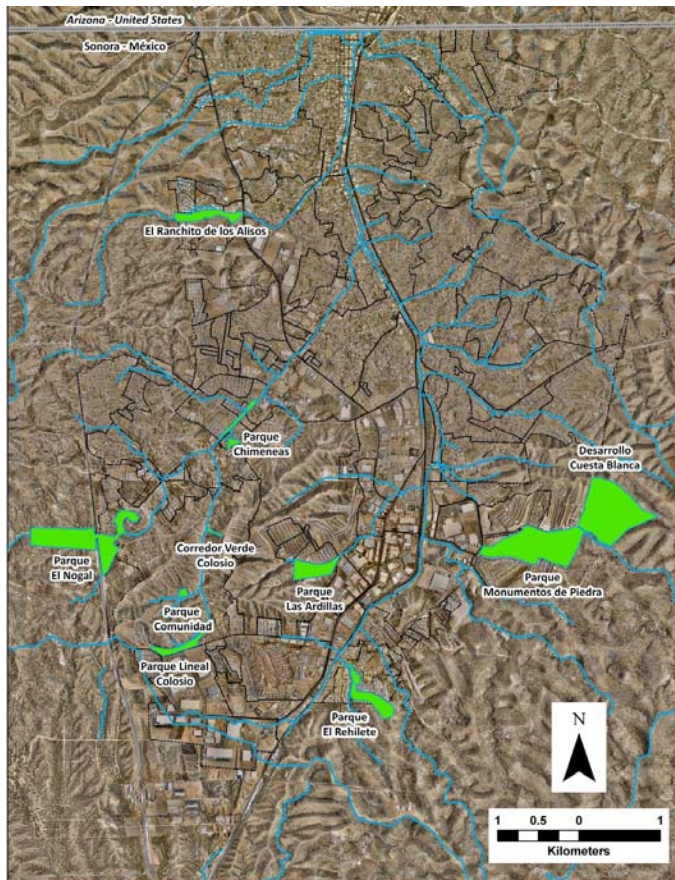 Arizona - United States
Sonora - México
El Ranchito de los Alisos
Parque
Chimeneas
Desarrollo
Cuesta Blanca
Parque
El Nogal
Corredor Verde
Colosio
Parque
Las Ardillas
Parque
Monumentos de Piedra
Parque
Comunidad
Parque Lineal
Colosio
Parque
El Rehilete
N
1 0.5 0 1
Kilometers